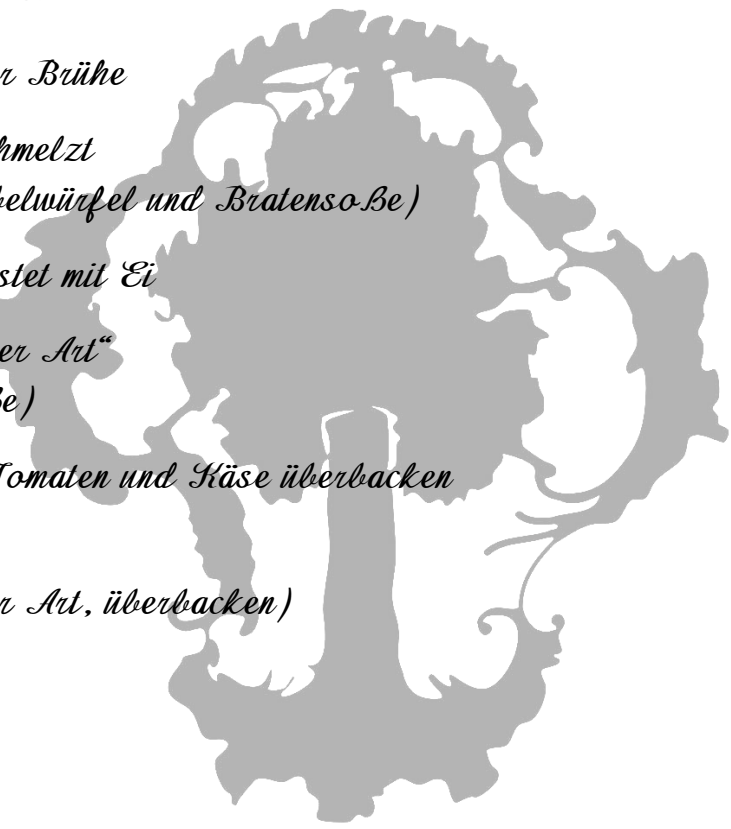 r Brühe
hmelzt
belwürfel und Bratensoße)
stet mit Ei
er Art“
ße)
Tomaten und Käse überbacken
r Art, überbacken)